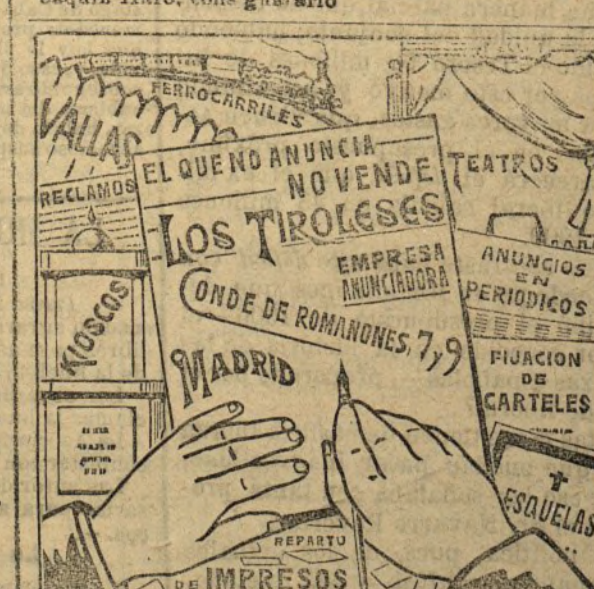 FERROCARRILES
VALLAS
RECLAMOS
KIOSCOS
EL QUE NO ANUNCIA
NO VENDE
LOS TIROLESES
EMPRESA
ANUNCIADORA
CONDE DE ROMANONES, 7 y 9
MADRID
TEATROS
ANUNCIOS
EN
PERIODICOS
FIJACION
DE
CARTELES
ESQUELAS
REPARTO
DE IMPRESOS